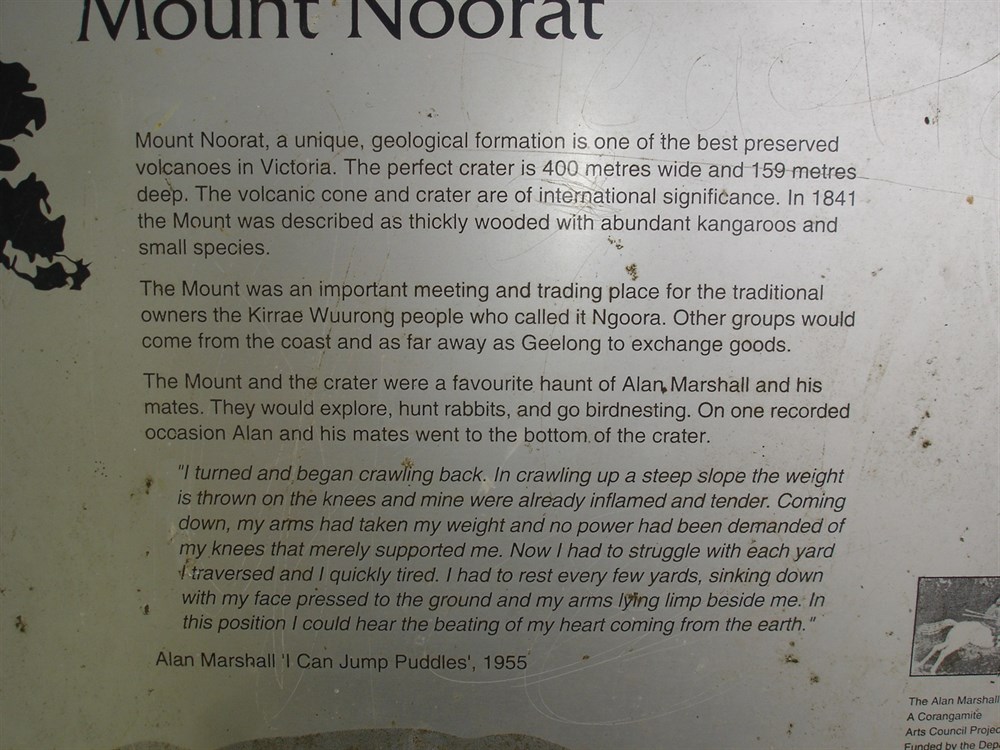 Mount Noorat
Mount Noorat, a unique, geological formation is one of the best preserved
volcanoes in Victoria. The perfect crater is 400 metres wide and 159 metres
deep. The volcanic cone and crater are of international significance. In 1841
the Mount was described as thickly wooded with abundant kangaroos and
small species.
The Mount was an important meeting and trading place for the traditional
owners the Kirrae Wuurong people who called it Ngoora. Other groups would
come from the coast and as far away as Geelong to exchange goods.
The Mount and the crater were a favourite haunt of Alan Marshall and his
mates. They would explore, hunt rabbits, and go birdnesting. On one recorded
occasion Alan and his mates went to the bottom of the crater.
"I turned and began crawling back. In crawling up a steep slope the weight
is thrown on the knees and mine were already inflamed and tender. Coming
down, my arms had taken my weight and no power had been demanded of
my knees that merely supported me. Now I had to struggle with each yard
I traversed and I quickly tired. I had to rest every few yards, sinking down
with my face pressed to the ground and my arms lying limp beside me. In
this position I could hear the beating of my heart coming from the earth."
Alan Marshall 'I Can Jump Puddles', 1955
The Alan Marshall
A Corangamite
Arts Council Projec
Funded by the Dep